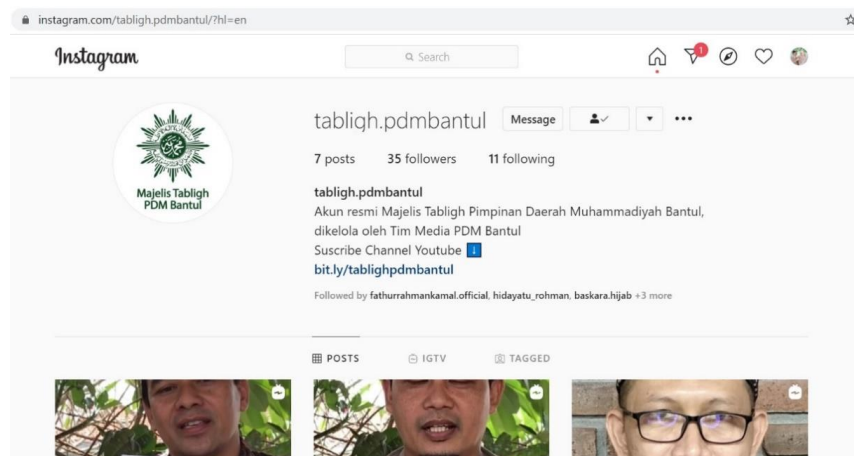 instagram.com/tabligh.pdmbantul/?hl=en
Instagram
Search
1
tabligh.pdmbantul Message
7 posts 35 followers 11 following
Majelis Tabligh
PDM Bantul
tabligh.pdmbantul
Akun resmi Majelis Tabligh Pimpinan Daerah Muhammadiyah Bantul,
dikelola oleh Tim Media PDM Bantul
Suscribe Channel Youtube ⬇️
bit.ly/tablighpdmbantul
Followed by fathurrahmankamal.official, hidayatu_rohman, baskara.hijab +3 more
POSTS IGTV TAGGED